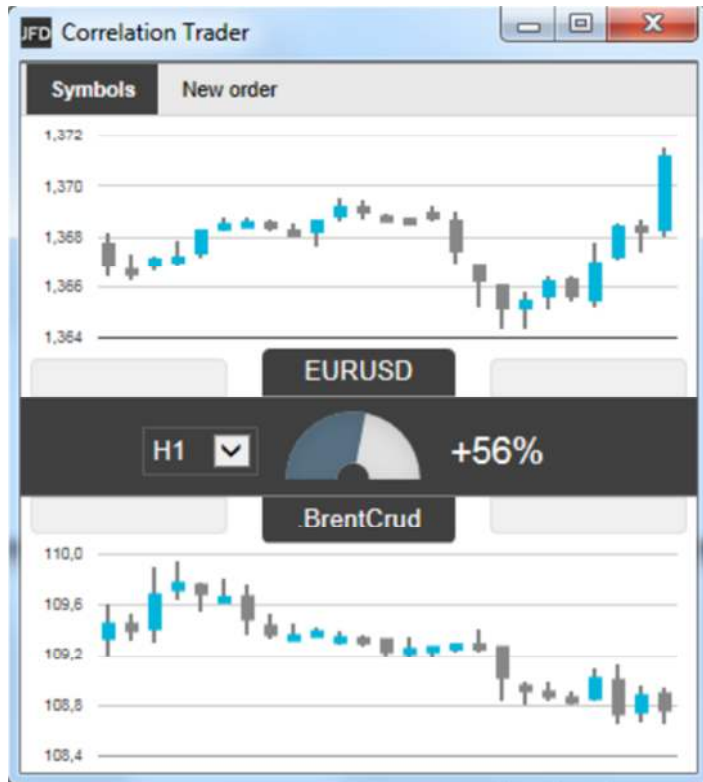 JFD Correlation Trader
Symbols New order
1,372
1,370
1,368
1,366
1,364
EURUSD
H1 +56%
.BrentCrud
110,0
109,6
109,2
108,8
108,4